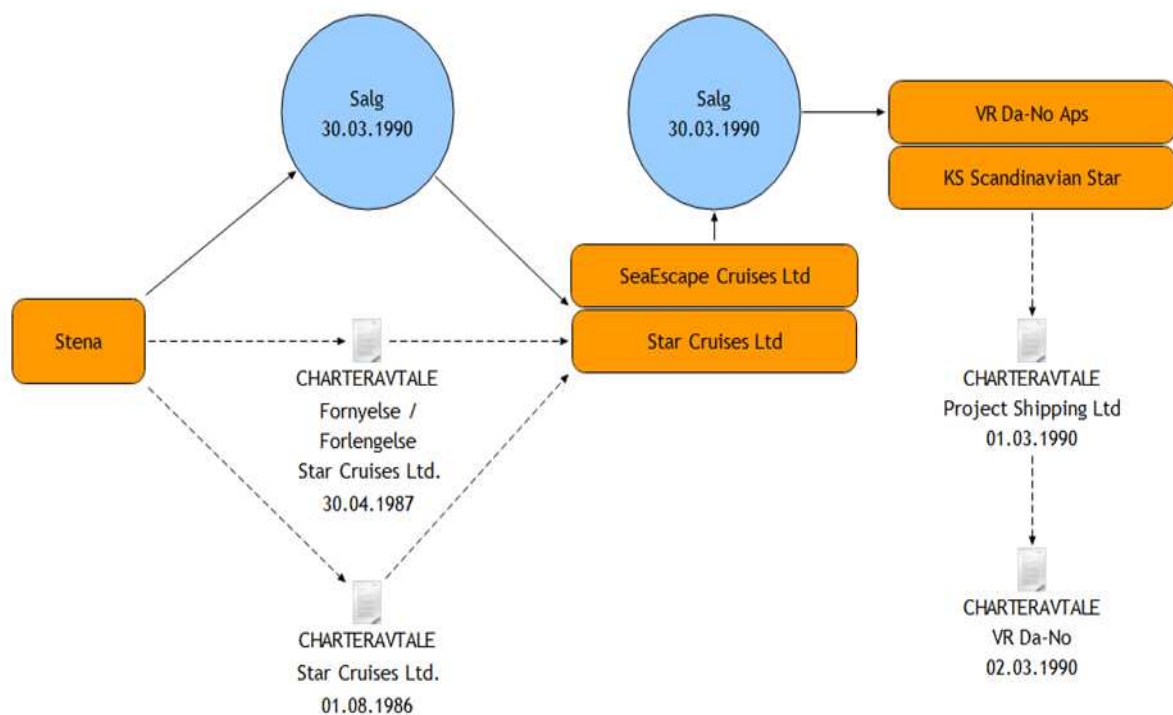 Salg
30.03.1990
Salg
30.03.1990
VR Da-No Aps
KS Scandinavian Star
SeaEscape Cruises Ltd
Star Cruises Ltd
Stena
CHARTERAVTALE
Fornyelse /
Forlengelse
Star Cruises Ltd.
30.04.1987
CHARTERAVTALE
Project Shipping Ltd
01.03.1990
CHARTERAVTALE
Star Cruises Ltd.
01.08.1986
CHARTERAVTALE
VR Da-No
02.03.1990